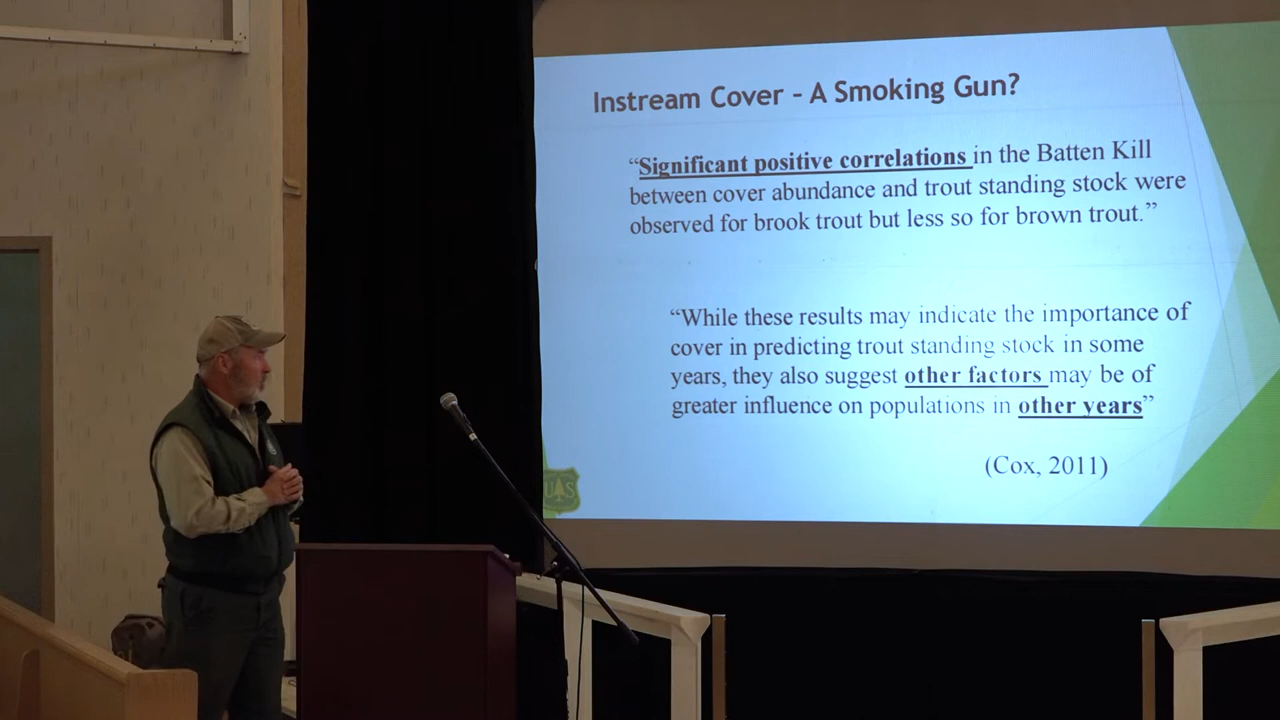 Instream Cover – A Smoking Gun?
“Significant positive correlations in the Batten Kill
between cover abundance and trout standing stock were
observed for brook trout but less so for brown trout.”
“While these results may indicate the importance of
cover in predicting trout standing stock in some
years, they also suggest other factors may be of
greater influence on populations in other years”
(Cox, 2011)
U S